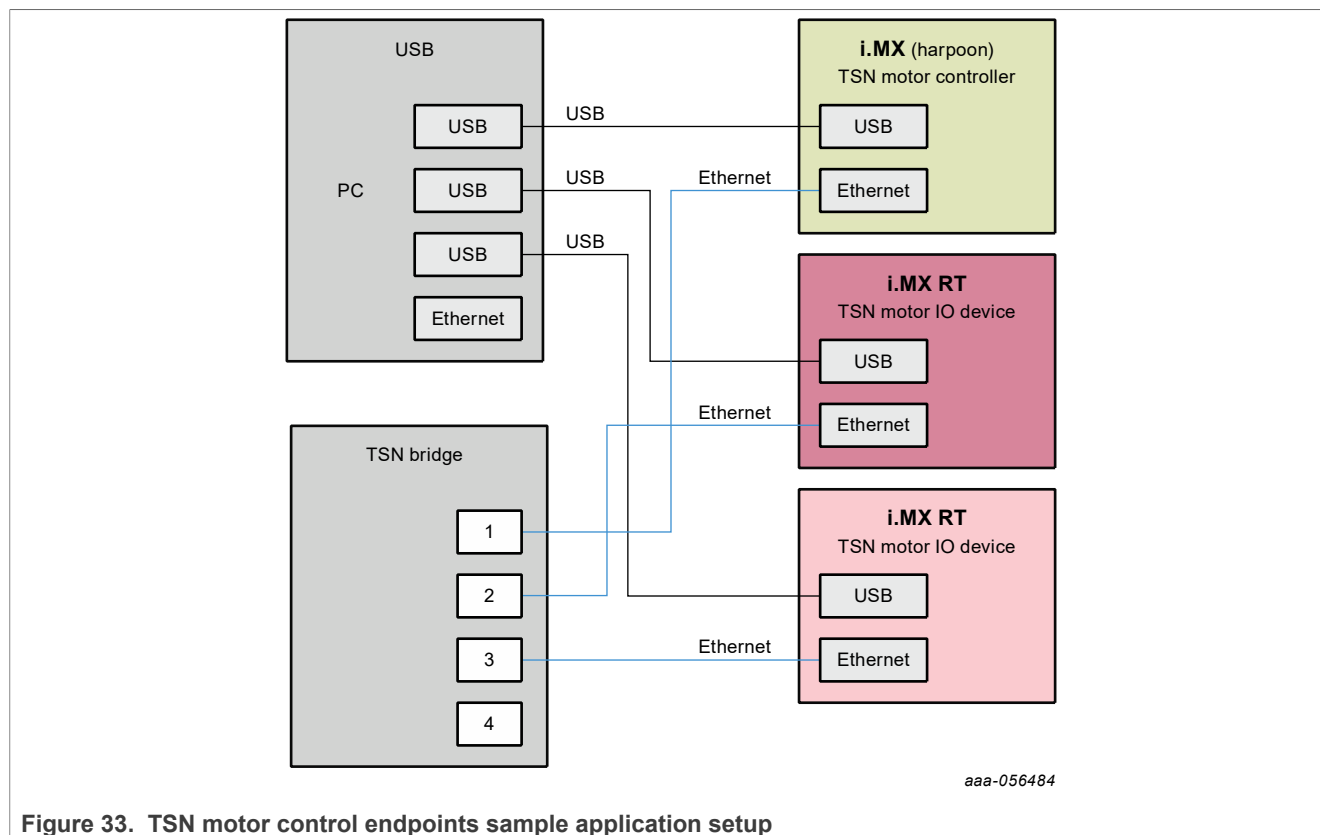 USB
PC
USB
USB
USB
Ethernet
USB
USB
USB
Ethernet
Ethernet
Ethernet
i.MX (harpoon)
TSN motor controller
USB
Ethernet
i.MX RT
TSN motor IO device
USB
Ethernet
i.MX RT
TSN motor IO device
USB
Ethernet
TSN bridge
1
2
3
4
aaa-056484
Figure 33. TSN motor control endpoints sample application setup